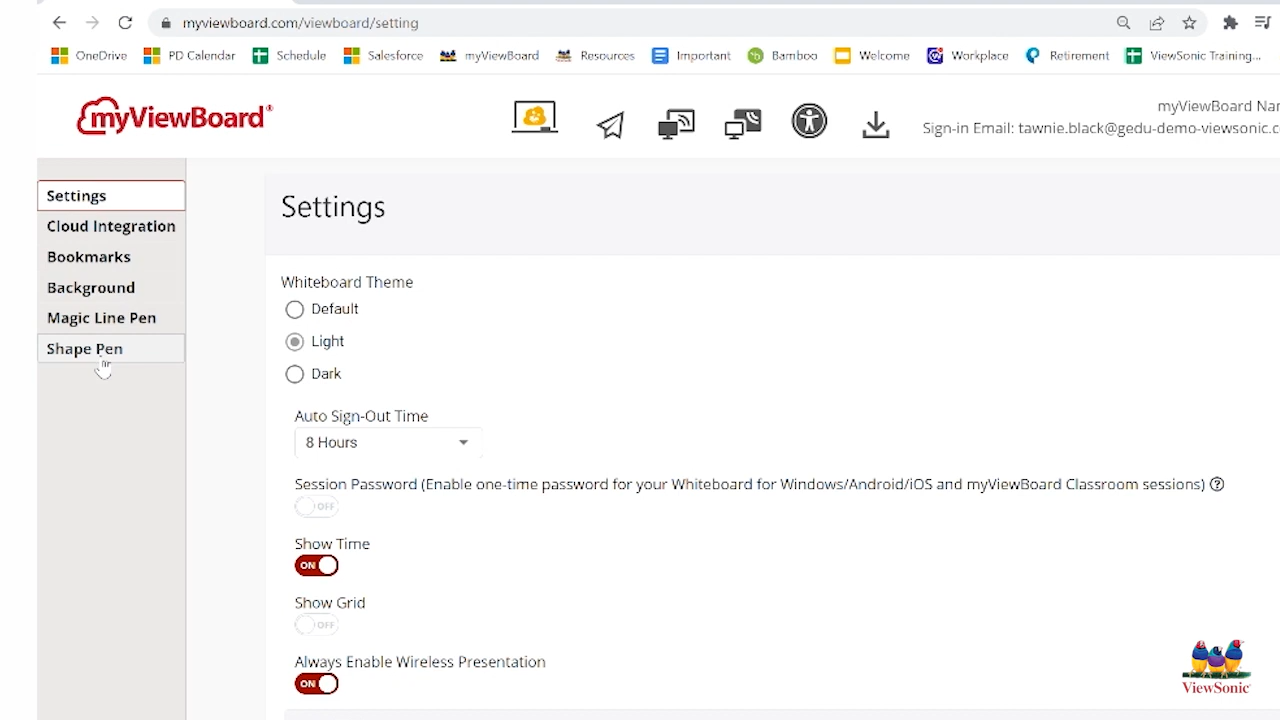 myviewboard.com/viewboard/setting
OneDrive PD Calendar Schedule Salesforce myViewBoard Resources Important Bamboo Welcome Workplace Retirement ViewSonic Training...
myViewBoard®
myViewBoard Nar
Sign-in Email: tawnie.black@gedu-demo-viewsonic.c
Settings
Cloud Integration
Bookmarks
Background
Magic Line Pen
Shape Pen
Settings
Whiteboard Theme
Default
Light
Dark
Auto Sign-Out Time
8 Hours
Session Password (Enable one-time password for your Whiteboard for Windows/Android/iOS and myViewBoard Classroom sessions)
OFF
Show Time
ON
Show Grid
OFF
Always Enable Wireless Presentation
ON
ViewSonic